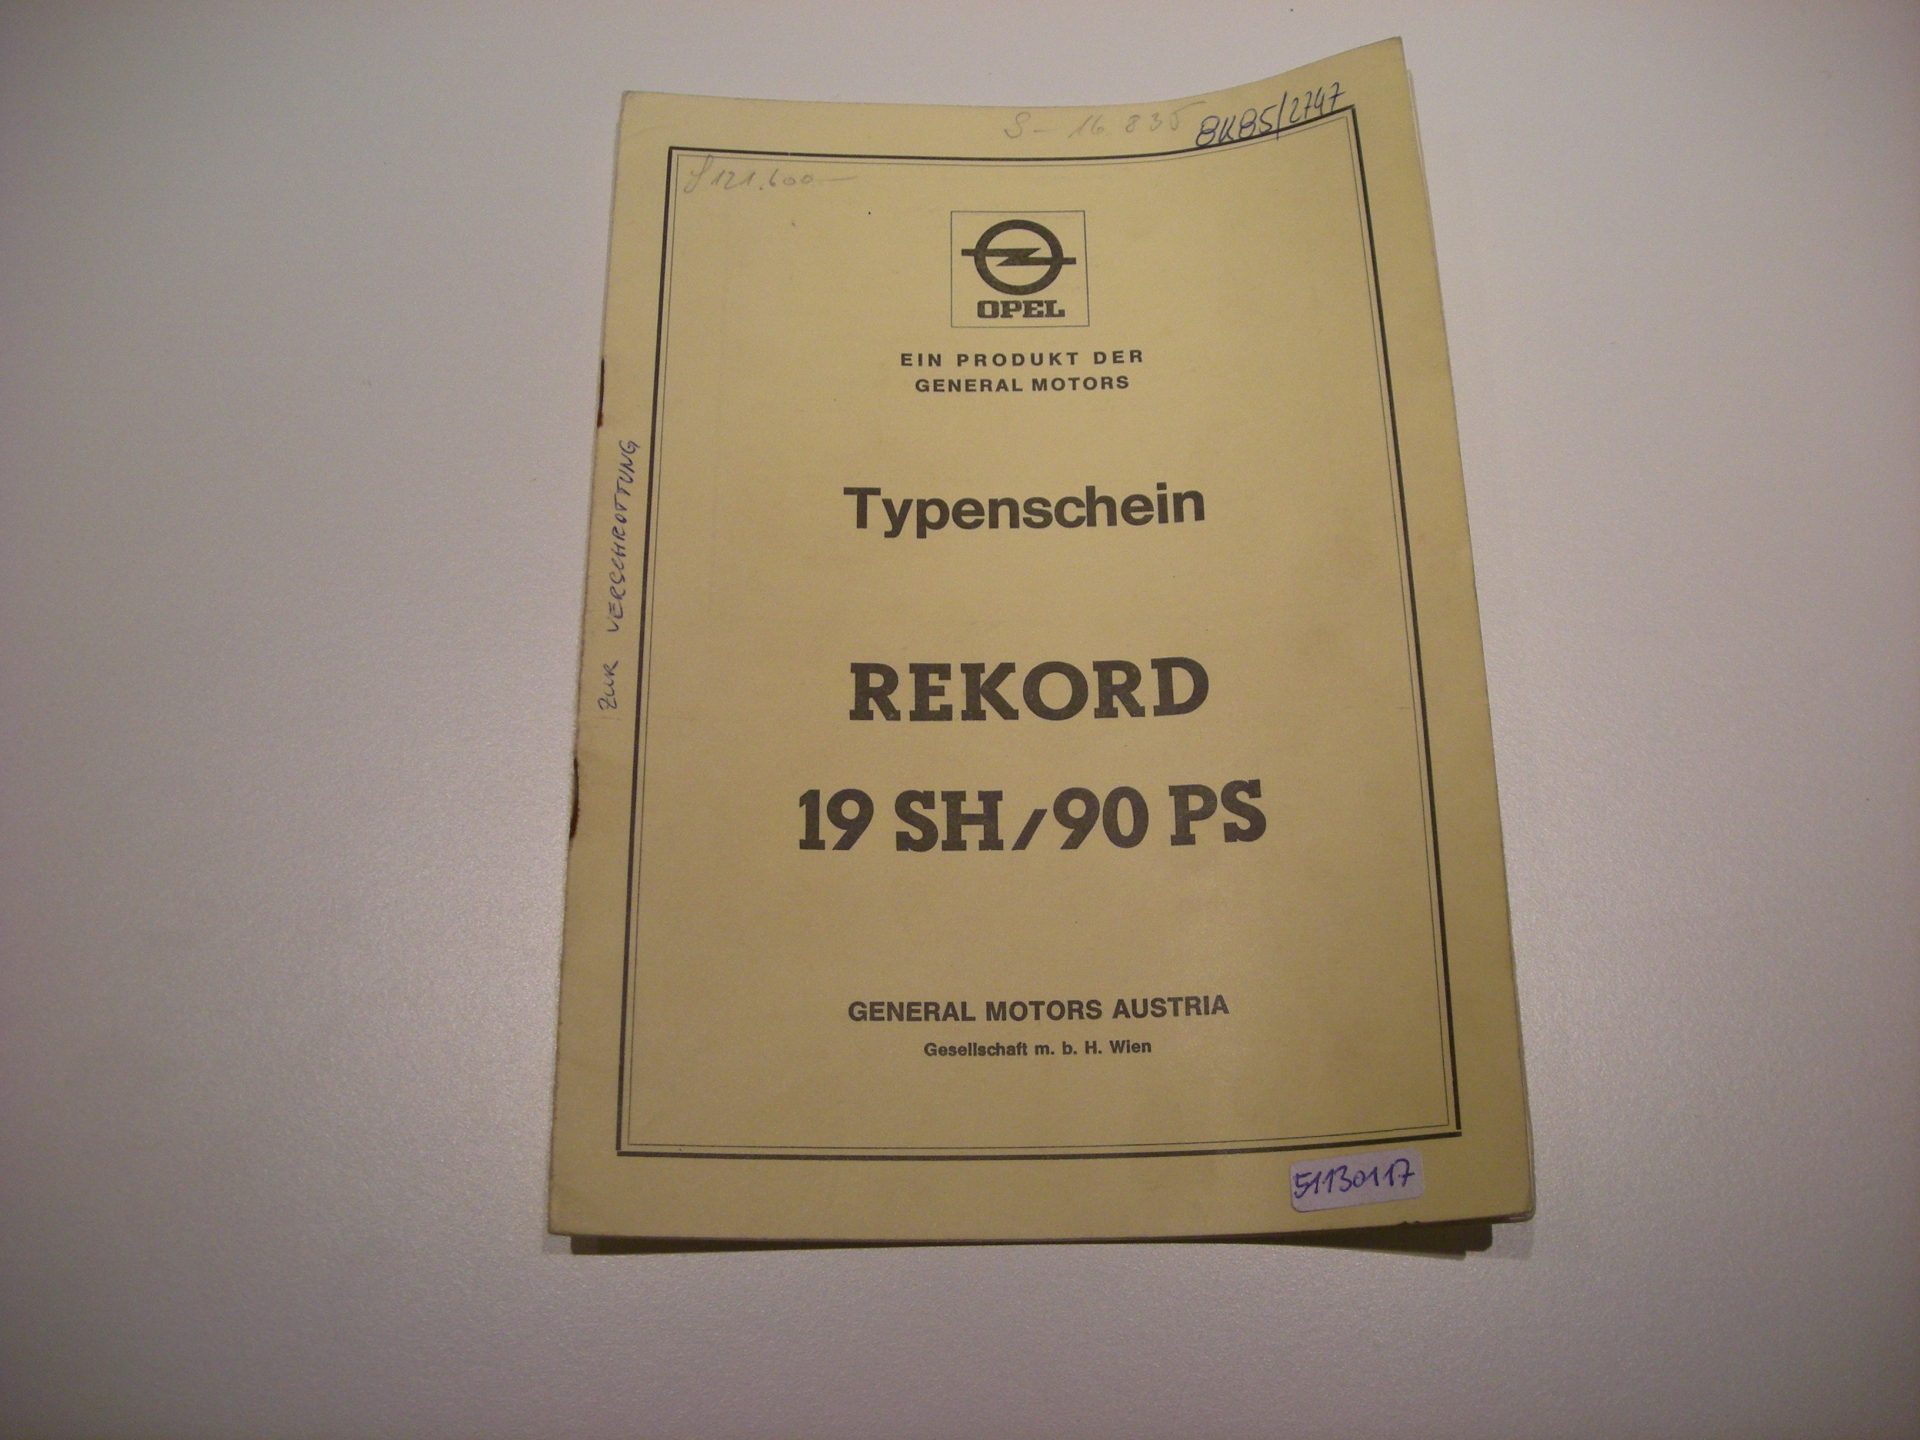 S – 16 835
8K85/2747
S 121.600—
OPEL
EIN PRODUKT DER
GENERAL MOTORS
Typenschein
ZUR VERSCHROTTUNG
REKORD
19 SH/90 PS
GENERAL MOTORS AUSTRIA
Gesellschaft m. b. H. Wien
51130117